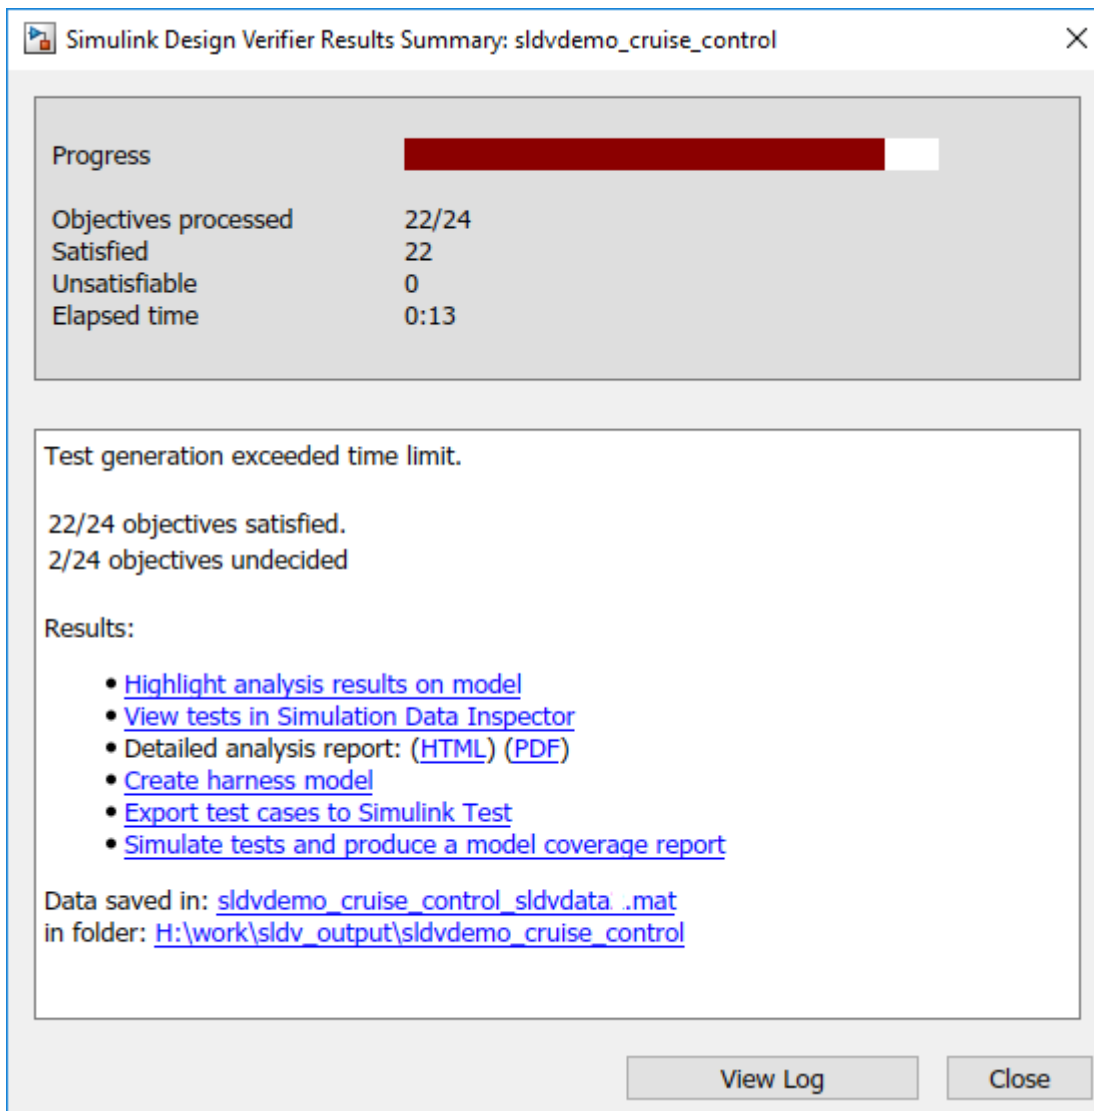 Simulink Design Verifier Results Summary: sldvdemo_cruise_control
Progress
Objectives processed 22/24
Satisfied 22
Unsatisfiable 0
Elapsed time 0:13
Test generation exceeded time limit.
22/24 objectives satisfied.
2/24 objectives undecided
Results:
• Highlight analysis results on model
• View tests in Simulation Data Inspector
• Detailed analysis report: (HTML) (PDF)
• Create harness model
• Export test cases to Simulink Test
• Simulate tests and produce a model coverage report
Data saved in: sldvdemo_cruise_control_sldvdata .mat
in folder: H:\work\sldv_output\sldvdemo_cruise_control
View Log Close